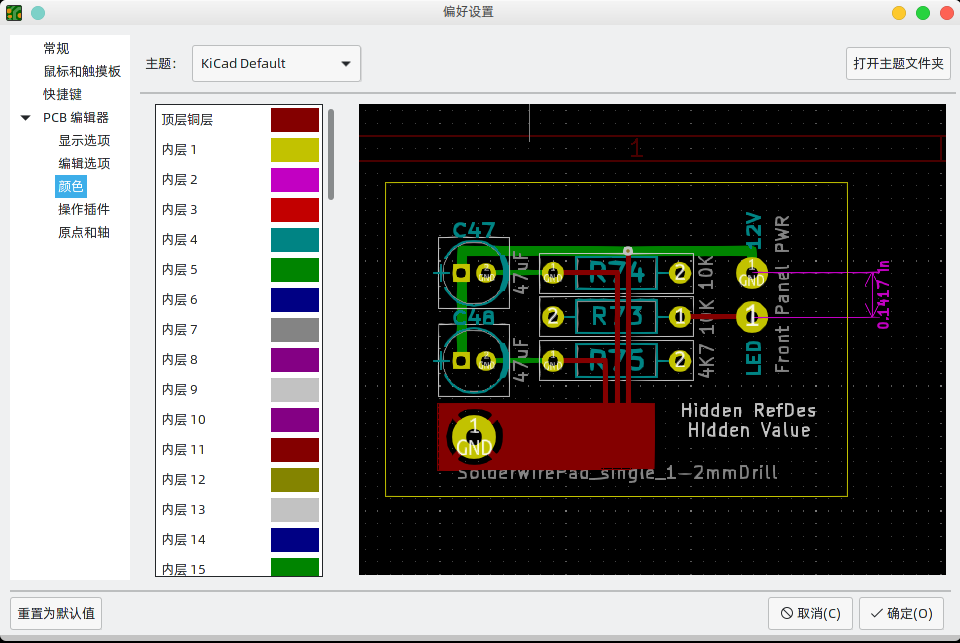 偏好设置
常规
鼠标和触摸板
快捷键
PCB 编辑器
显示选项
编辑选项
颜色
操作插件
原点和轴
主题：
KiCad Default
打开主题文件夹
顶层铜层
内层 1
内层 2
内层 3
内层 4
内层 5
内层 6
内层 7
内层 8
内层 9
内层 10
内层 11
内层 12
内层 13
内层 14
内层 15
1
C47
47uF
1
2
GND
GND
R74
2
10K
12V
Front Panel PWR
1
GND
0.1417 in
C48
47uF
2
R73
1
10K
1
LED
2
GND
1
GND
R75
2
4K7
Hidden RefDes
Hidden Value
1
GND
SolderWirePad_single_1-2mmDrill
重置为默认值
取消(C)
确定(O)